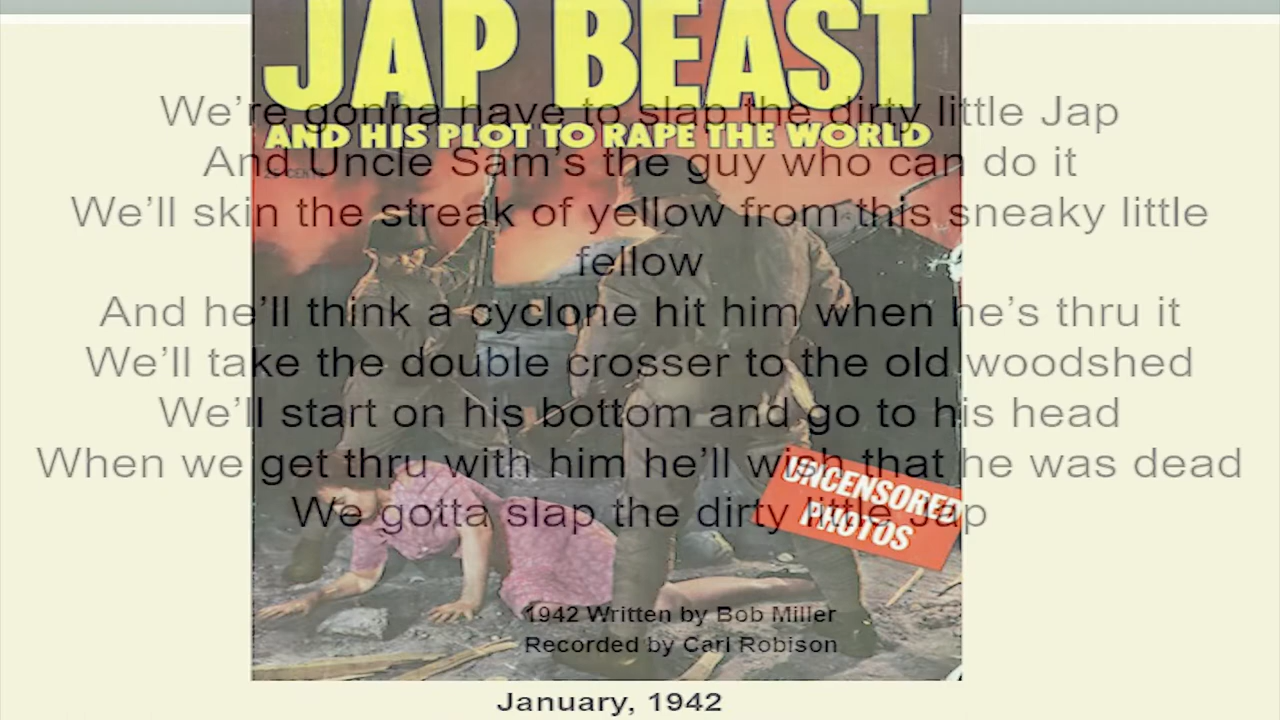 JAP BEAST
We’re gonna have to slap the dirty little Jap
AND HIS PLOT TO RAPE THE WORLD
And Uncle Sam’s the guy who can do it
25 CENTS
We’ll skin the streak of yellow from this sneaky little
fellow
And he’ll think a cyclone hit him when he’s thru it
We’ll take the double crosser to the old woodshed
We’ll start on his bottom and go to his head
When we get thru with him he’ll wish that he was dead
UNCENSORED
PHOTOS
We gotta slap the dirty little Jap
1942 Written by Bob Miller
Recorded by Carl Robison
January, 1942